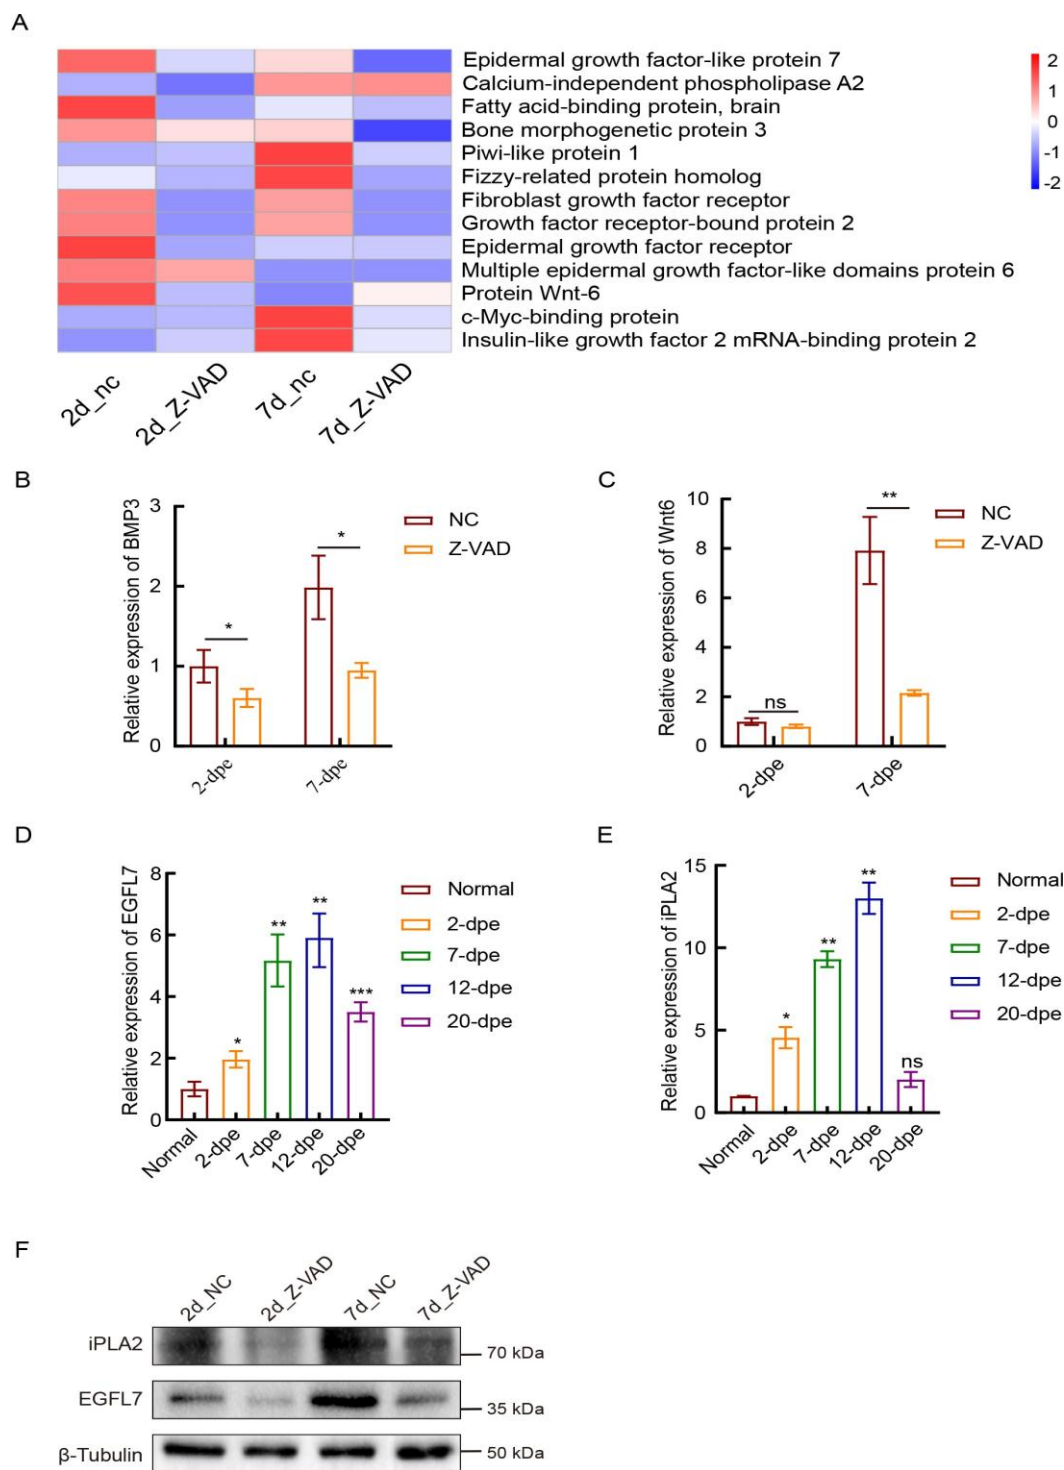 A
Epidermal growth factor-like protein 7
Calcium-independent phospholipase A2
Fatty acid-binding protein, brain
Bone morphogenetic protein 3
Piwi-like protein 1
Fizzy-related protein homolog
Fibroblast growth factor receptor
Growth factor receptor-bound protein 2
Epidermal growth factor receptor
Multiple epidermal growth factor-like domains protein 6
Protein Wnt-6
c-Myc-binding protein
Insulin-like growth factor 2 mRNA-binding protein 2
2
1
0
-1
-2
2d_nc
2d_Z-VAD
7d_nc
7d_Z-VAD
B
Relative expression of BMP3
3
2
1
0
*
*
2-dpe
7-dpe
NC
Z-VAD
C
Relative expression of Wnt6
10
8
6
4
2
0
ns
**
2-dpe
7-dpe
NC
Z-VAD
D
Relative expression of EGFL7
8
6
4
2
0
*
**
**
***
Normal
2-dpe
7-dpe
12-dpe
20-dpe
Normal
2-dpe
7-dpe
12-dpe
20-dpe
E
Relative expression of iPLA2
15
10
5
0
*
**
**
ns
Normal
2-dpe
7-dpe
12-dpe
20-dpe
Normal
2-dpe
7-dpe
12-dpe
20-dpe
F
2d_NC
2d_Z-VAD
7d_NC
7d_Z-VAD
iPLA2
70 kDa
EGFL7
35 kDa
β-Tubulin
50 kDa